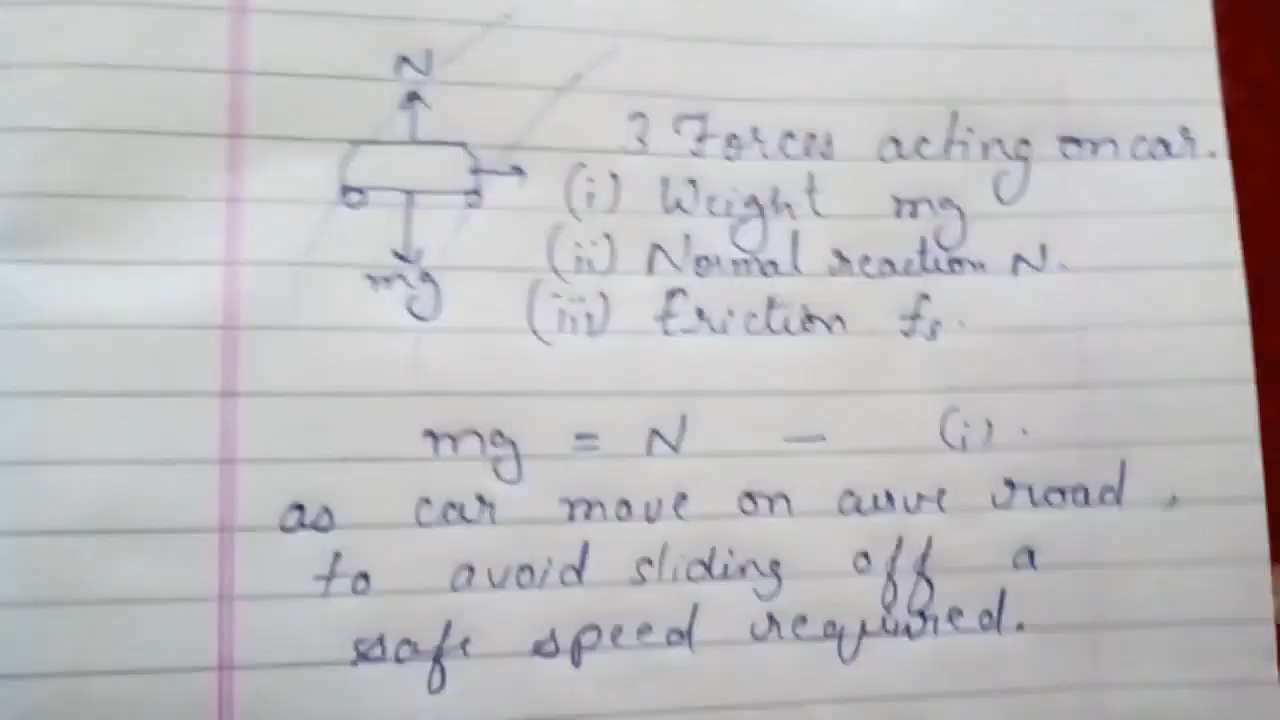 N
3 Forces acting on car.
(i) Weight mg
(ii) Normal reaction N.
mg
(iii) friction fs.
mg = N - (i).
as car move on curve road,
to avoid sliding off a
safe speed required.